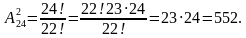 A²₂₄ = 24! / 22! = 22! 23·24 / 22! = 23·24 = 552.